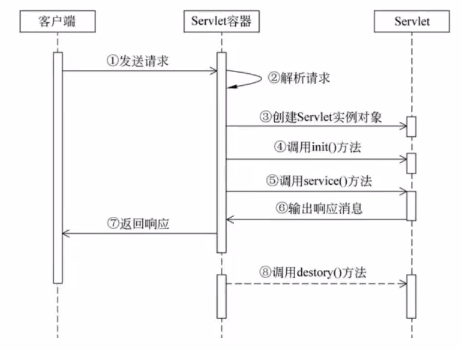 客户端
Servlet容器
Servlet
①发送请求
②解析请求
③创建Servlet实例对象
④调用init()方法
⑤调用service()方法
⑥输出响应消息
⑦返回响应
⑧调用destory()方法